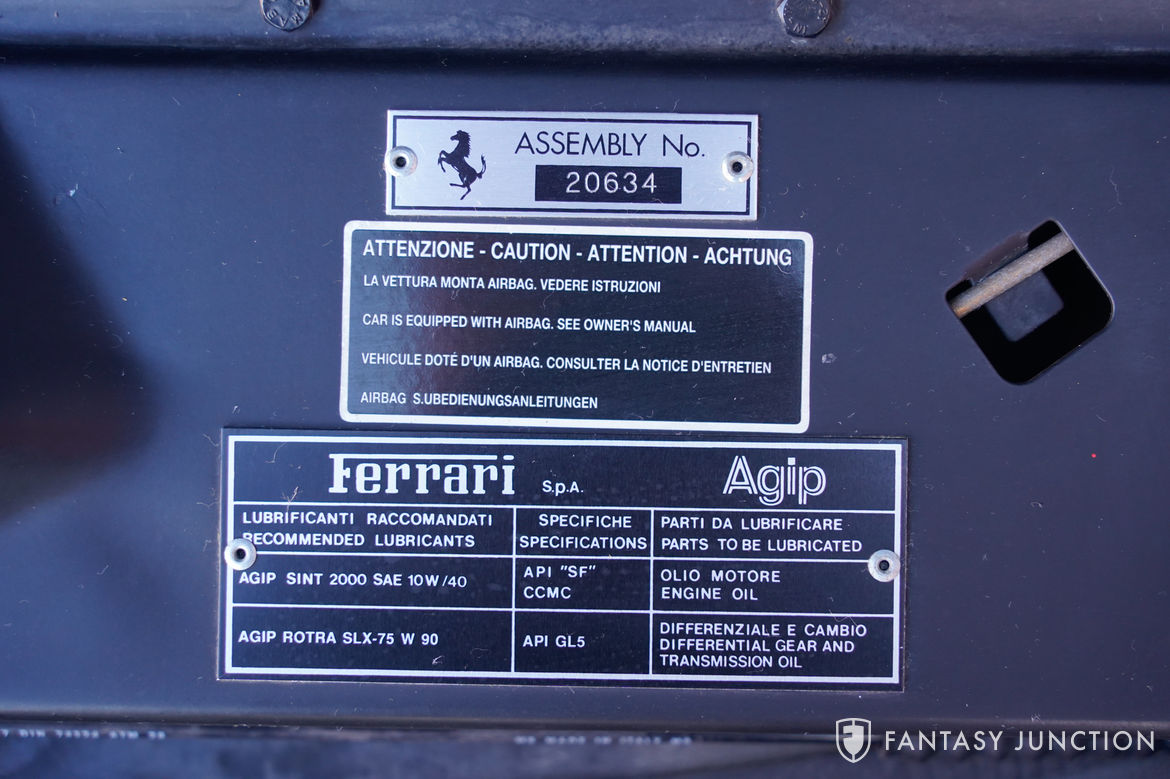 ASSEMBLY No.
20634
ATTENZIONE - CAUTION - ATTENTION - ACHTUNG
LA VETTURA MONTA AIRBAG. VEDERE ISTRUZIONI
CAR IS EQUIPPED WITH AIRBAG. SEE OWNER'S MANUAL
VEHICULE DOTÉ D'UN AIRBAG. CONSULTER LA NOTICE D'ENTRETIEN
AIRBAG S.UBEDIENUNGSANLEITUNGEN
Ferrari S.p.A. Agip
LUBRIFICANTI RACCOMANDATI
RECOMMENDED LUBRICANTS
SPECIFICHE
SPECIFICATIONS
PARTI DA LUBRIFICARE
PARTS TO BE LUBRICATED
AGIP SINT 2000 SAE 10W/40
API "SF"
CCMC
OLIO MOTORE
ENGINE OIL
AGIP ROTRA SLX-75 W 90
API GL5
DIFFERENZIALE E CAMBIO
DIFFERENTIAL GEAR AND
TRANSMISSION OIL
FANTASY JUNCTION